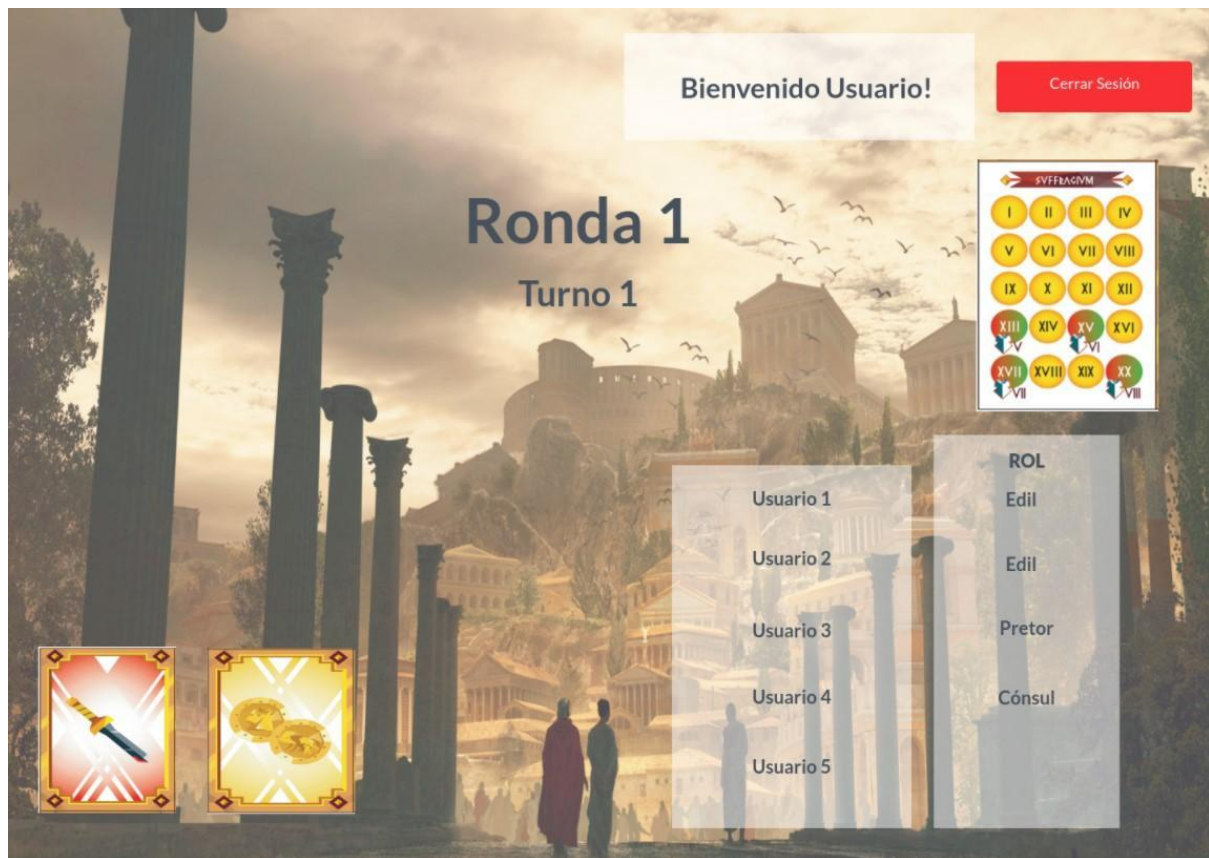 Bienvenido Usuario!
Cerrar Sesión
Ronda 1
Turno 1
SVFFRAGIVM
I II III IV
V VI VII VIII
IX X XI XII
XIII XIV XV XVI
V VI
XVII XVIII XIX XX
VII VIII
ROL
Usuario 1 Edil
Usuario 2 Edil
Usuario 3 Pretor
Usuario 4 Cónsul
Usuario 5